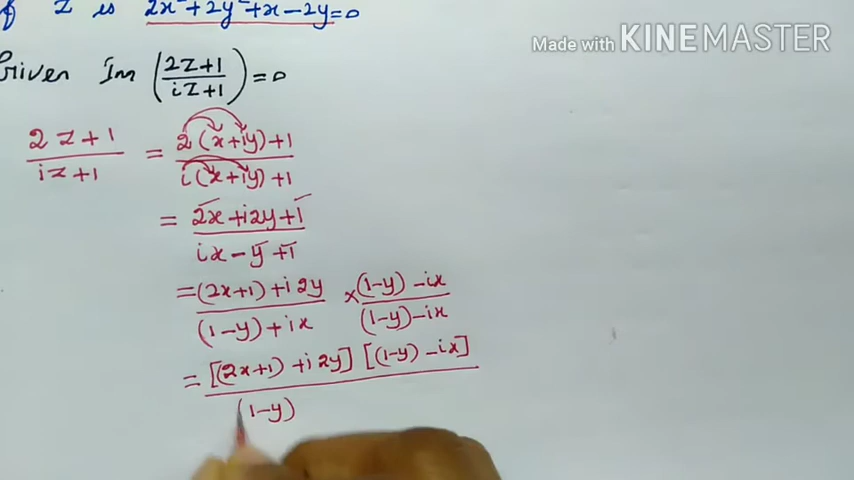 If Z is 2x²+2y²+x-2y=0
Made with KINEMASTER
Given Im (2Z+1 / iZ+1) = 0
2Z+1 / iZ+1 = 2(x+iy)+1 / i(x+iy)+1
= 2x+i2y+1 / ix-y+1
= (2x+1)+i2y / (1-y)+ix × (1-y)-ix / (1-y)-ix
= [(2x+1)+i2y] [(1-y)-ix] / (1-y)